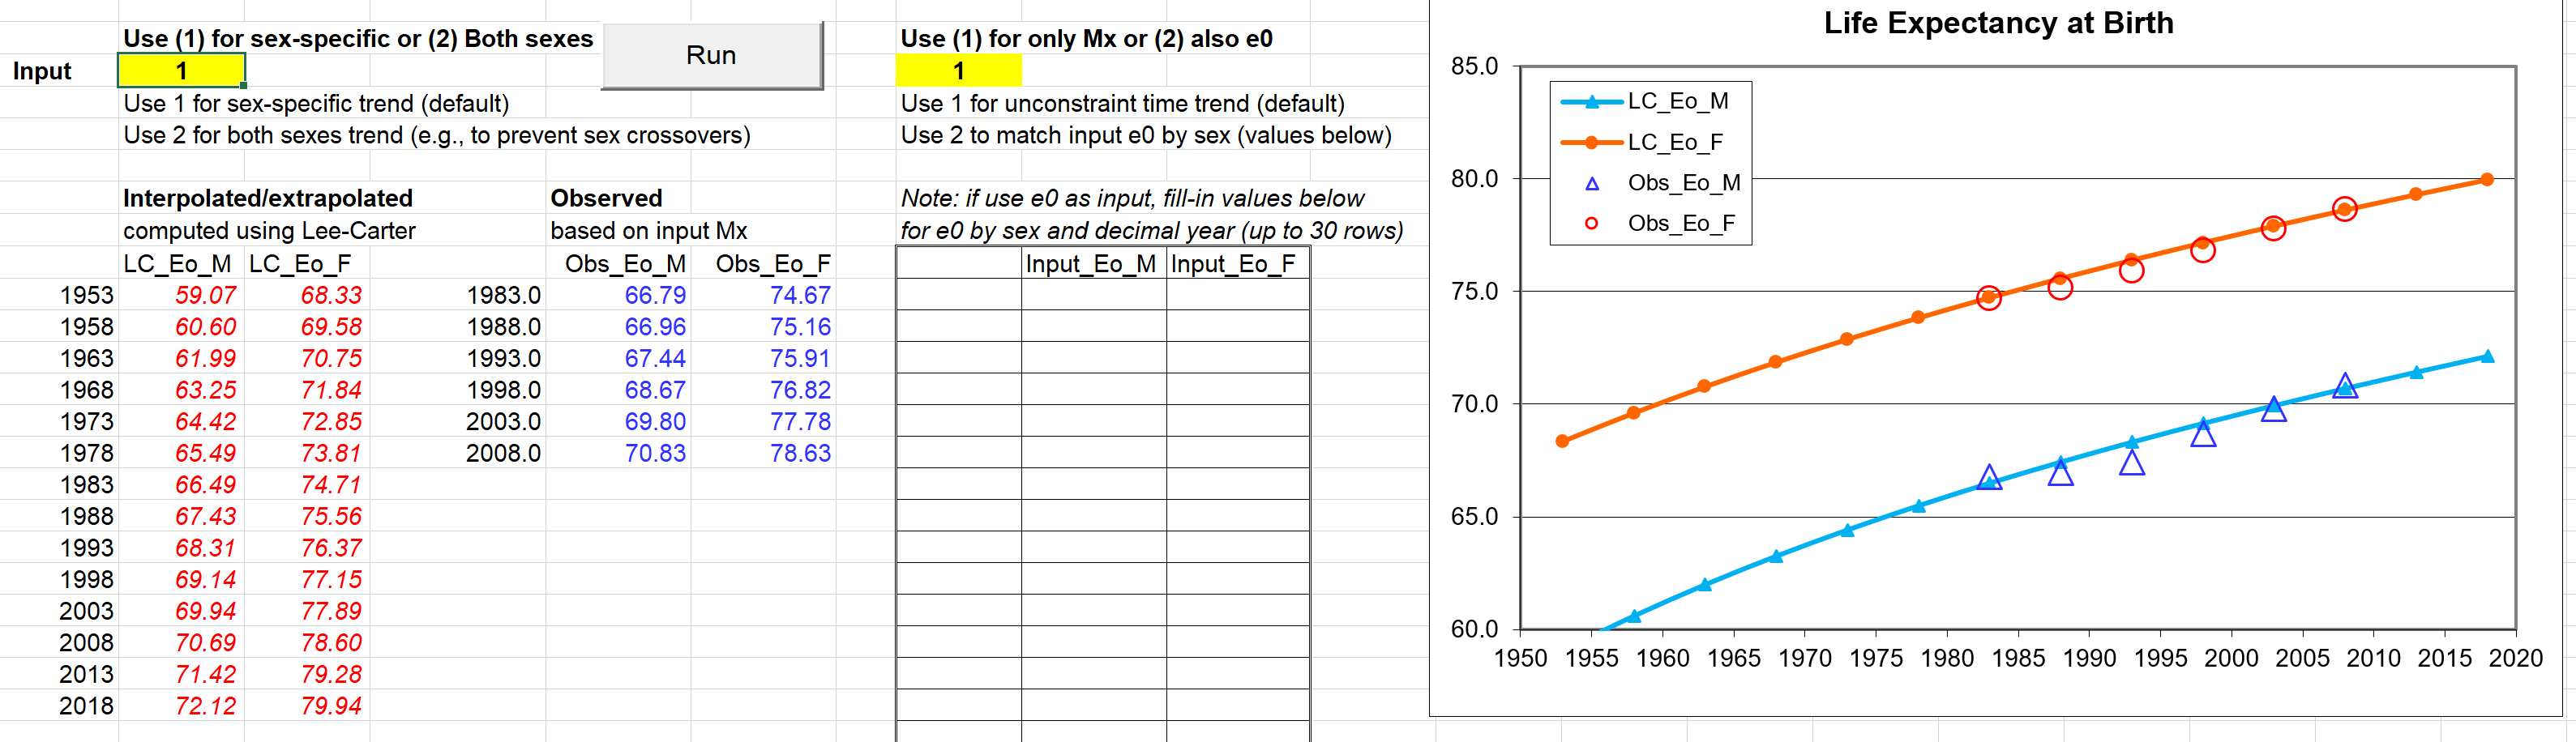 Use (1) for sex-specific or (2) Both sexes
Run
Use (1) for only Mx or (2) also e0
Input
1
1
Use 1 for sex-specific trend (default)
Use 1 for unconstraint time trend (default)
Use 2 for both sexes trend (e.g., to prevent sex crossovers)
Use 2 to match input e0 by sex (values below)
Interpolated/extrapolated
Observed
Note: if use e0 as input, fill-in values below
computed using Lee-Carter
based on input Mx
for e0 by sex and decimal year (up to 30 rows)
LC_Eo_M LC_Eo_F Obs_Eo_M Obs_Eo_F Input_Eo_M Input_Eo_F
1953 59.07 68.33 1983.0 66.79 74.67
1958 60.60 69.58 1988.0 66.96 75.16
1963 61.99 70.75 1993.0 67.44 75.91
1968 63.25 71.84 1998.0 68.67 76.82
1973 64.42 72.85 2003.0 69.80 77.78
1978 65.49 73.81 2008.0 70.83 78.63
1983 66.49 74.71
1988 67.43 75.56
1993 68.31 76.37
1998 69.14 77.15
2003 69.94 77.89
2008 70.69 78.60
2013 71.42 79.28
2018 72.12 79.94
Life Expectancy at Birth
85.0
80.0
75.0
70.0
65.0
60.0
LC_Eo_M
LC_Eo_F
Obs_Eo_M
Obs_Eo_F
1950 1955 1960 1965 1970 1975 1980 1985 1990 1995 2000 2005 2010 2015 2020